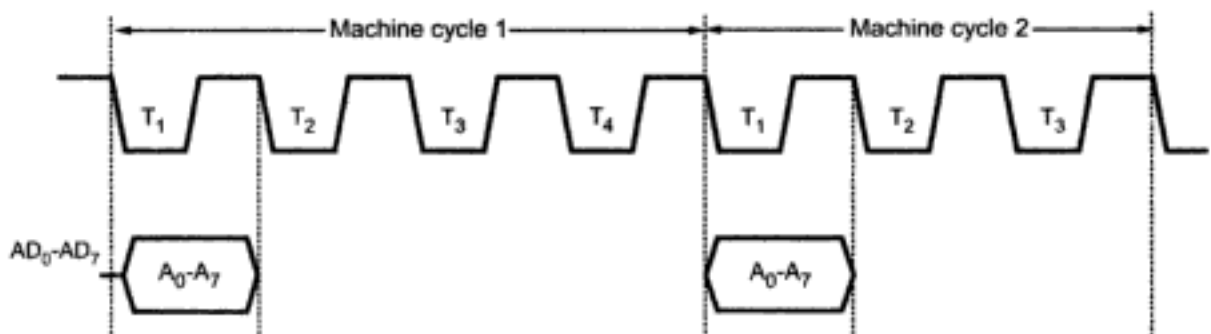 Machine cycle 1 Machine cycle 2
T₁ T₂ T₃ T₄ T₁ T₂ T₃
AD₀-AD₇ A₀-A₇ A₀-A₇